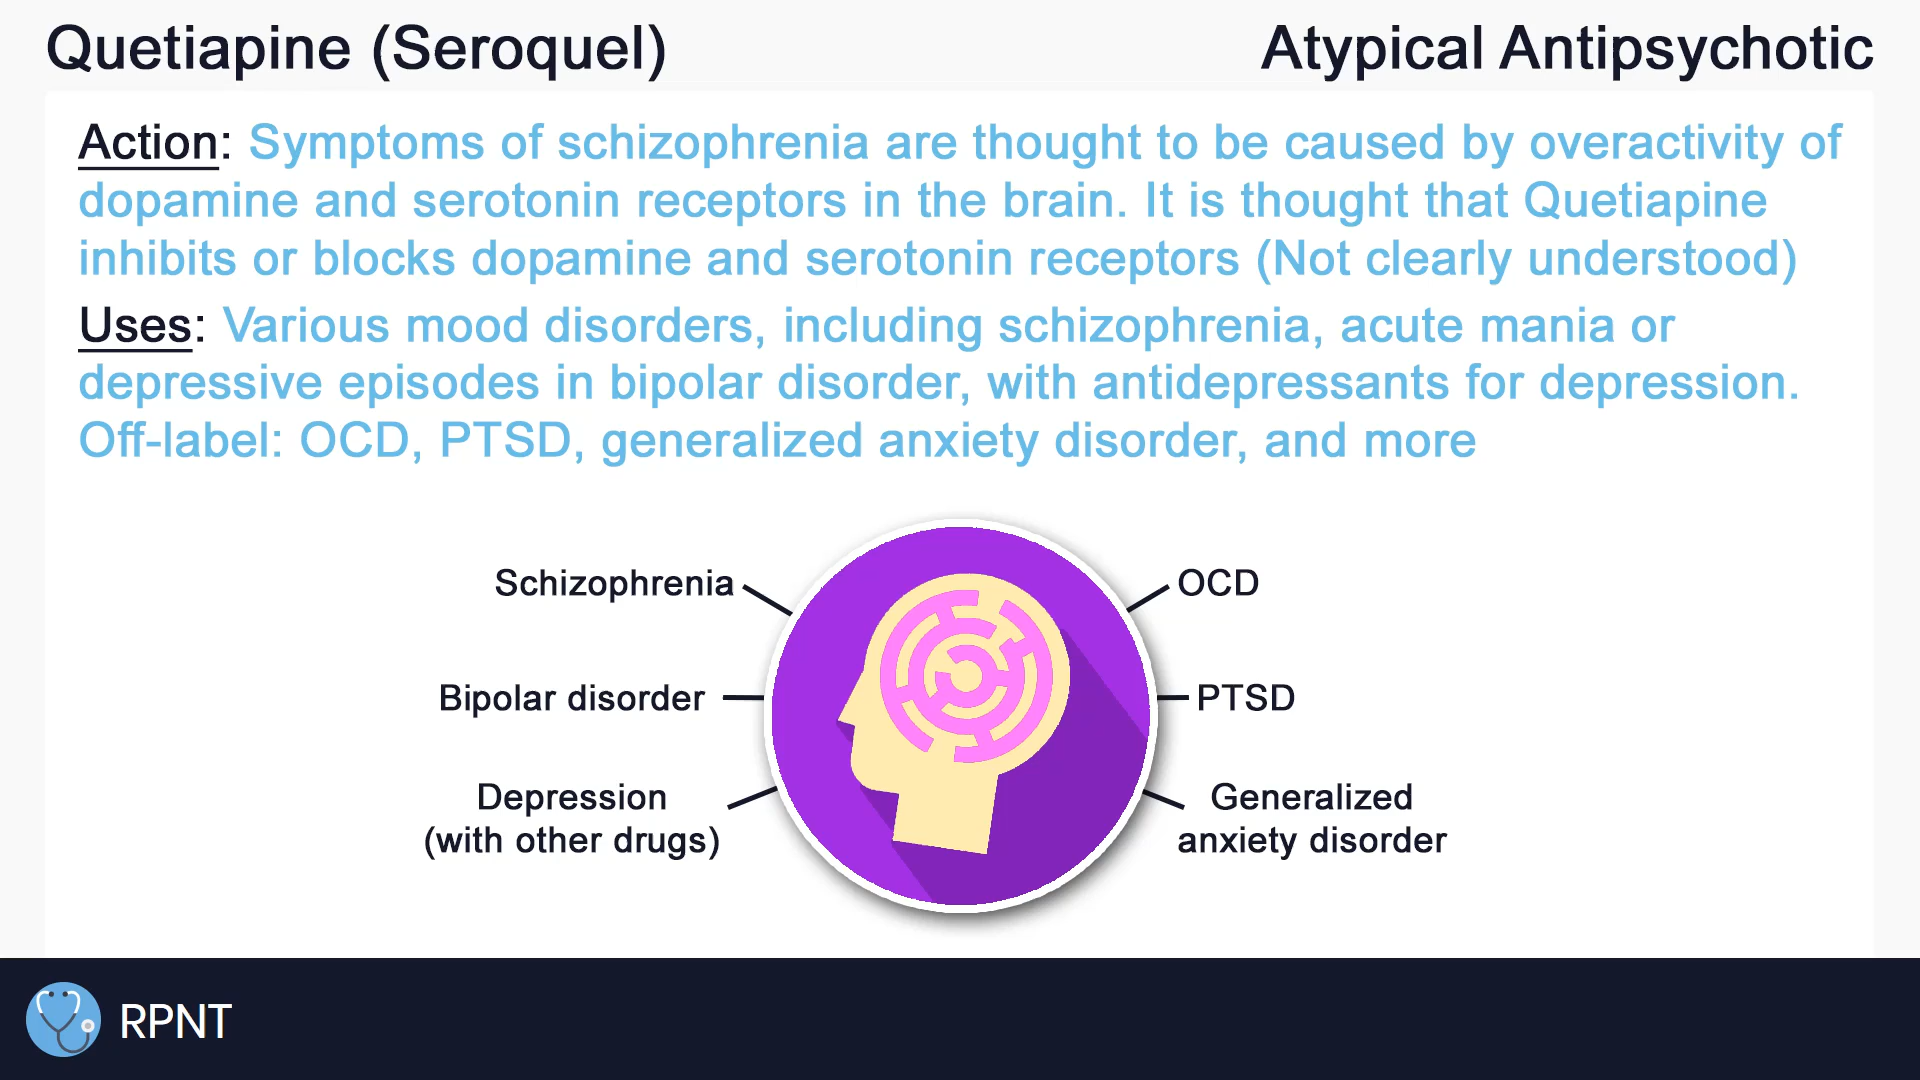 Quetiapine (Seroquel)
Atypical Antipsychotic
Action: Symptoms of schizophrenia are thought to be caused by overactivity of
dopamine and serotonin receptors in the brain. It is thought that Quetiapine
inhibits or blocks dopamine and serotonin receptors (Not clearly understood)
Uses: Various mood disorders, including schizophrenia, acute mania or
depressive episodes in bipolar disorder, with antidepressants for depression.
Off-label: OCD, PTSD, generalized anxiety disorder, and more
Schizophrenia
Bipolar disorder
Depression
(with other drugs)
OCD
PTSD
Generalized
anxiety disorder
RPNT